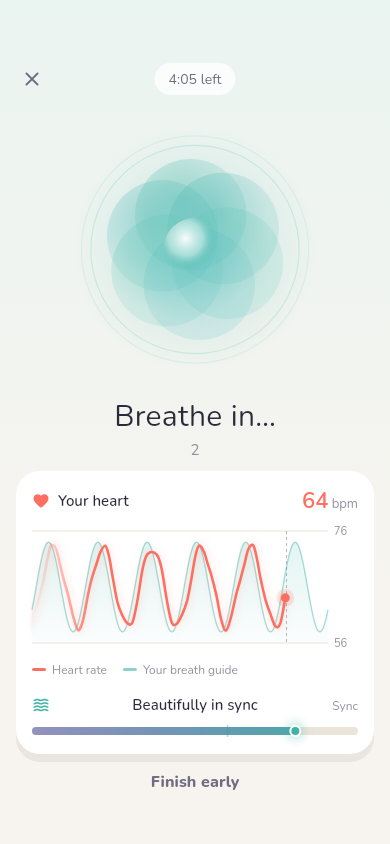 4:05 left
Breathe in...
2
Your heart
64 bpm
76
56
Heart rate
Your breath guide
Beautifully in sync
Sync
Finish early